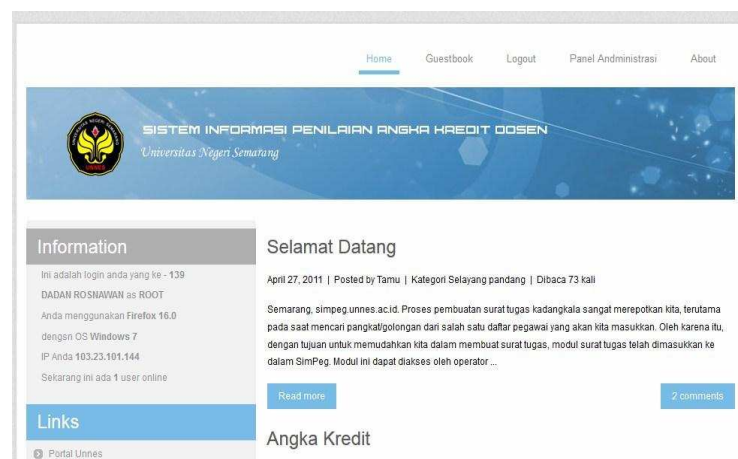 Home Guestbook Logout Panel Andministrasi About
SISTEM INFORMASI PENILAIAN ANGKA KREDIT DOSEN
Universitas Negeri Semarang
UNIVERSITAS NEGERI SEMARANG
UNNES
Information
Ini adalah login anda yang ke - 139
DADAN ROSNAWAN as ROOT
Anda menggunakan Firefox 16.0
dengsn OS Windows 7
IP Anda 103.23.101.144
Sekarang ini ada 1 user online
Links
Portal Unnes
Selamat Datang
April 27, 2011 | Posted by Tamu | Kategori Selayang pandang | Dibaca 73 kali
Semarang, simpeg.unnes.ac.id. Proses pembuatan surat tugas kadangkala sangat merepotkan kita, terutama
pada saat mencari pangkat/golongan dari salah satu daftar pegawai yang akan kita masukkan. Oleh karena itu,
dengan tujuan untuk memudahkan kita dalam membuat surat tugas, modul surat tugas telah dimasukkan ke
dalam SimPeg. Modul ini dapat diakses oleh operator ...
Read more
2 comments
Angka Kredit